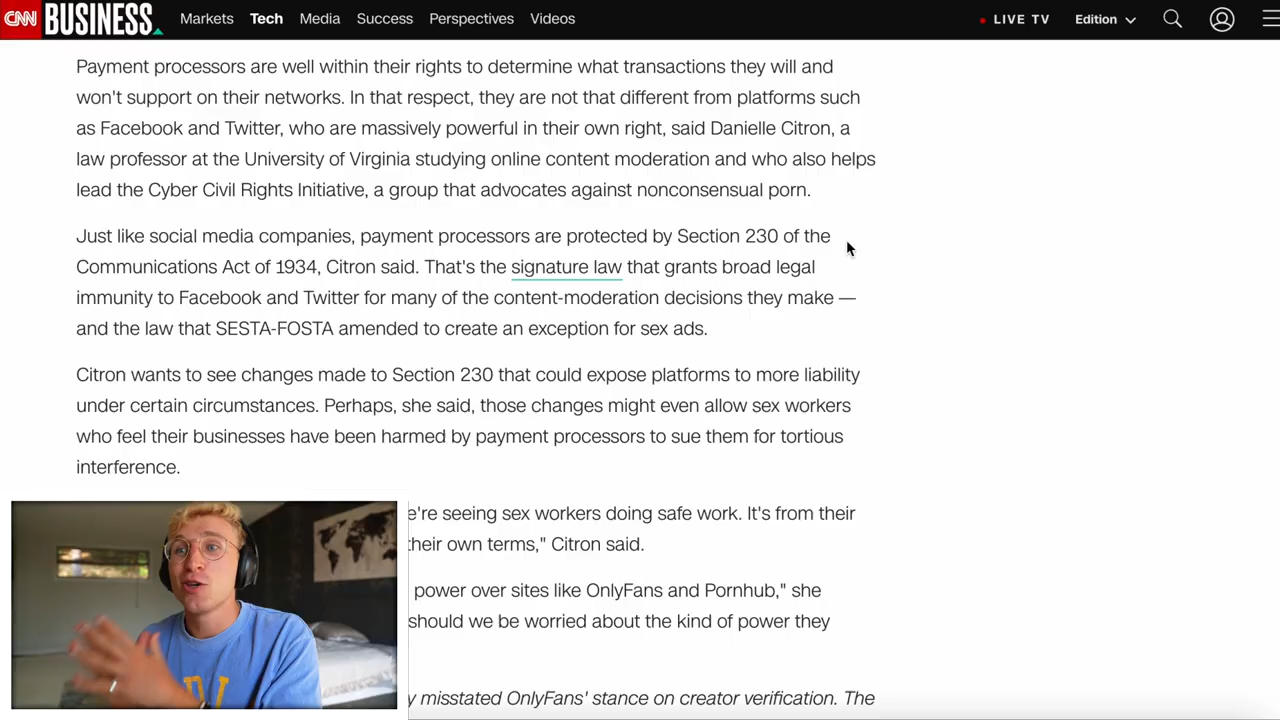 CNN BUSINESS Markets Tech Media Success Perspectives Videos LIVE TV Edition
Payment processors are well within their rights to determine what transactions they will and
won't support on their networks. In that respect, they are not that different from platforms such
as Facebook and Twitter, who are massively powerful in their own right, said Danielle Citron, a
law professor at the University of Virginia studying online content moderation and who also helps
lead the Cyber Civil Rights Initiative, a group that advocates against nonconsensual porn.
Just like social media companies, payment processors are protected by Section 230 of the
Communications Act of 1934, Citron said. That's the signature law that grants broad legal
immunity to Facebook and Twitter for many of the content-moderation decisions they make —
and the law that SESTA-FOSTA amended to create an exception for sex ads.
Citron wants to see changes made to Section 230 that could expose platforms to more liability
under certain circumstances. Perhaps, she said, those changes might even allow sex workers
who feel their businesses have been harmed by payment processors to sue them for tortious
interference.
e're seeing sex workers doing safe work. It's from their
their own terms," Citron said.
power over sites like OnlyFans and Pornhub," she
should we be worried about the kind of power they
y misstated OnlyFans' stance on creator verification. The